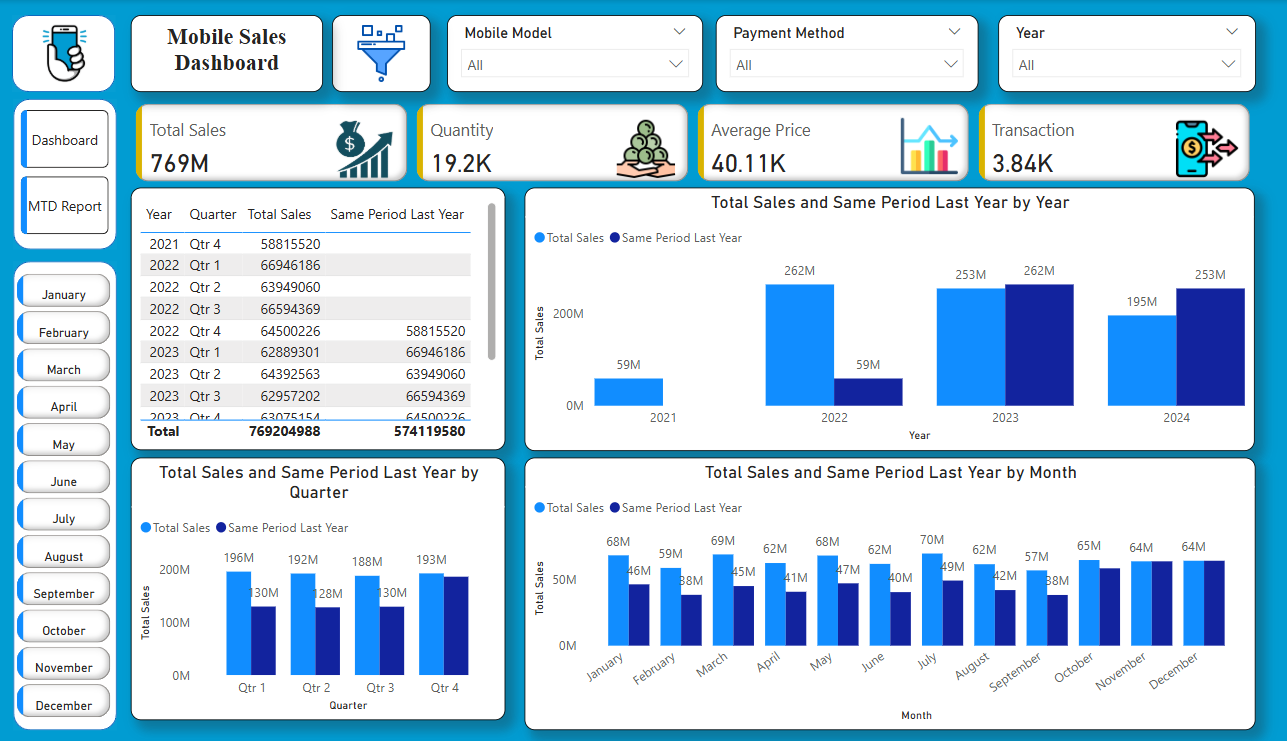 Mobile Sales
Dashboard
Mobile Model
All
Payment Method
All
Year
All
Dashboard
MTD Report
January
February
March
April
May
June
July
August
September
October
November
December
Total Sales
769M
Quantity
19.2K
Average Price
40.11K
Transaction
3.84K
Year Quarter Total Sales Same Period Last Year
2021 Qtr 4 58815520
2022 Qtr 1 66946186
2022 Qtr 2 63949060
2022 Qtr 3 66594369
2022 Qtr 4 64500226 58815520
2023 Qtr 1 62889301 66946186
2023 Qtr 2 64392563 63949060
2023 Qtr 3 62957202 66594369
2023 Qtr 4 63075154 64500226
Total 769204988 574119580
Total Sales and Same Period Last Year by Year
Total Sales Same Period Last Year
Total Sales
200M
0M
59M
262M
59M
253M
262M
195M
253M
2021 2022 2023 2024
Year
Total Sales and Same Period Last Year by
Quarter
Total Sales Same Period Last Year
Total Sales
200M
100M
0M
196M 130M 192M 128M 188M 130M 193M
Qtr 1 Qtr 2 Qtr 3 Qtr 4
Quarter
Total Sales and Same Period Last Year by Month
Total Sales Same Period Last Year
Total Sales
50M
0M
68M 46M 59M 38M 69M 45M 62M 41M 68M 47M 62M 40M 70M 49M 62M 42M 57M 38M 65M 64M 64M
January February March April May June July August September October November December
Month